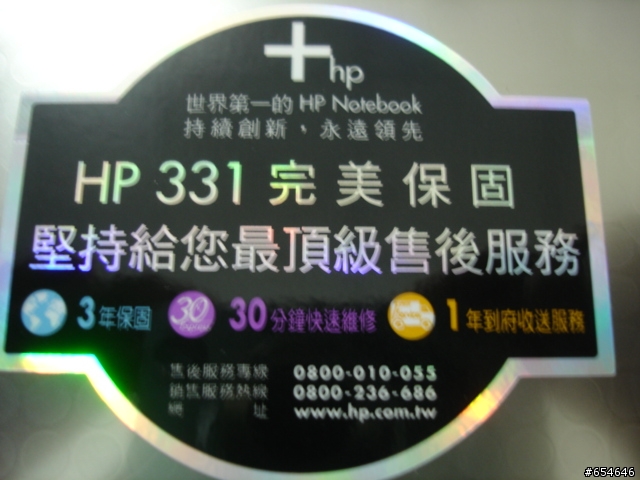 hp
世界第一的 HP Notebook
持續創新，永遠領先
HP 331 完美保固
堅持給您最頂級售後服務
3年保固 30 30分鐘快速維修 1年到府收送服務
售後服務專線 0800-010-055
銷售服務熱線 0800-236-686
網 址 www.hp.com.tw
#654646